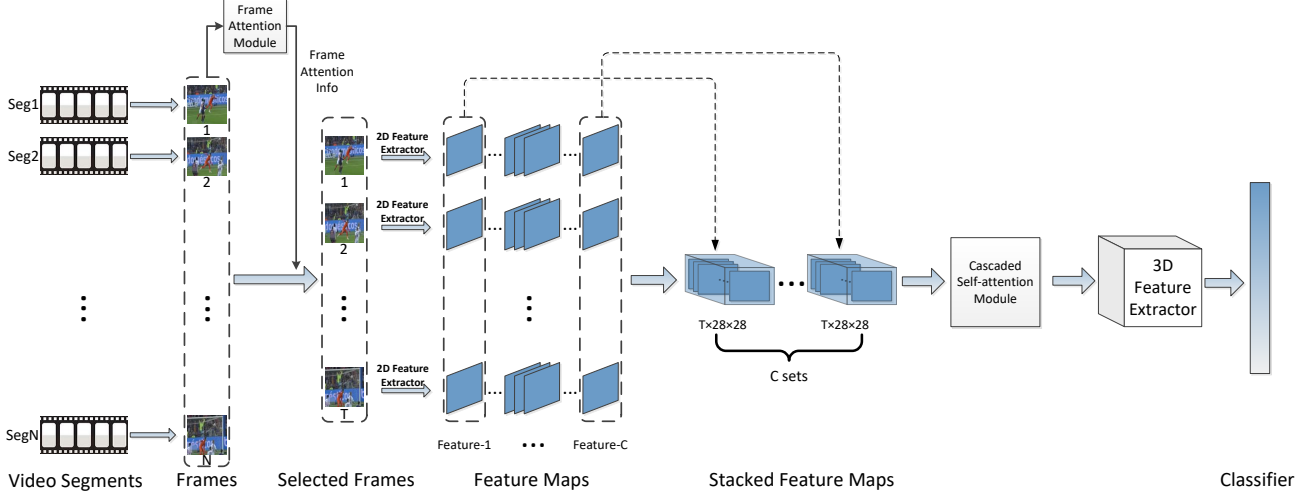 Frame
Attention
Module
Frame
Attention
Info
Seg1
Seg2
SegN
1
2
N
1
2
T
2D Feature
Extractor
2D Feature
Extractor
2D Feature
Extractor
Feature-1
Feature-C
T×28×28
T×28×28
C sets
Cascaded
Self-attention
Module
3D
Feature
Extractor
Video Segments
Frames
Selected Frames
Feature Maps
Stacked Feature Maps
Classifier